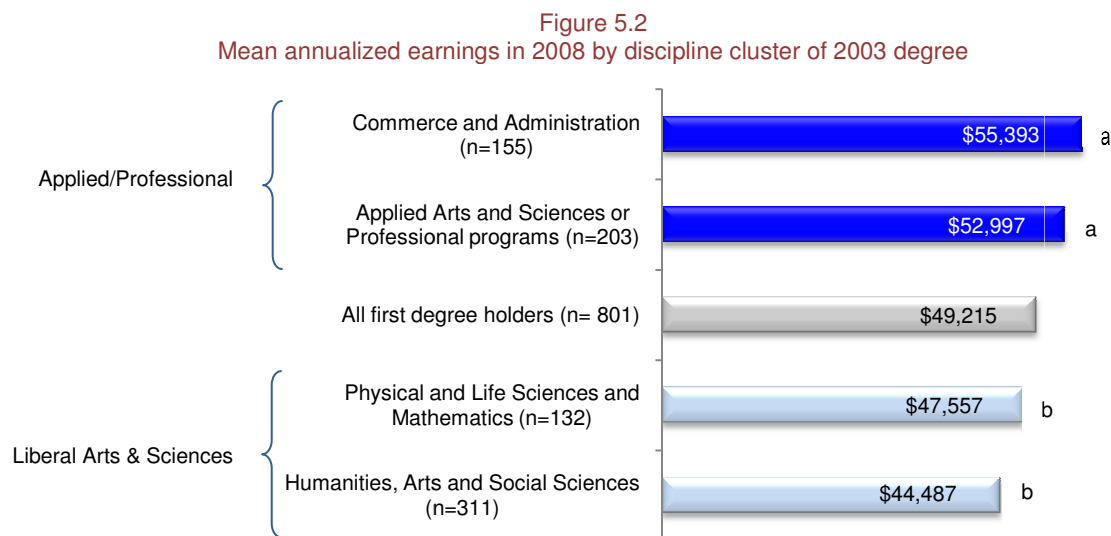 Figure 5.2
Mean annualized earnings in 2008 by discipline cluster of 2003 degree
Applied/Professional
Commerce and Administration
(n=155)
$55,393
a
Applied Arts and Sciences or
Professional programs (n=203)
$52,997
a
All first degree holders (n= 801)
$49,215
Liberal Arts & Sciences
Physical and Life Sciences and
Mathematics (n=132)
$47,557
b
Humanities, Arts and Social Sciences
(n=311)
$44,487
b